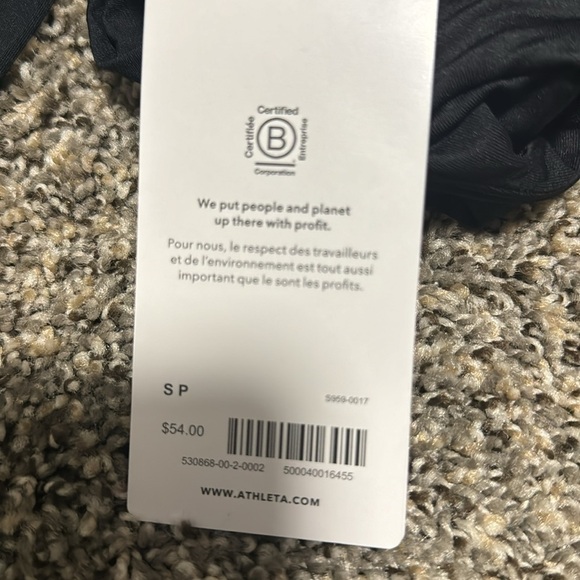 Certified
Certifiée
B
Entreprise
Corporation
We put people and planet
up there with profit.
Pour nous, le respect des travailleurs
et de l'environnement est tout aussi
important que le sont les profits.
S P
S959-0017
$54.00
530868-00-2-0002 500040016455
WWW.ATHLETA.COM